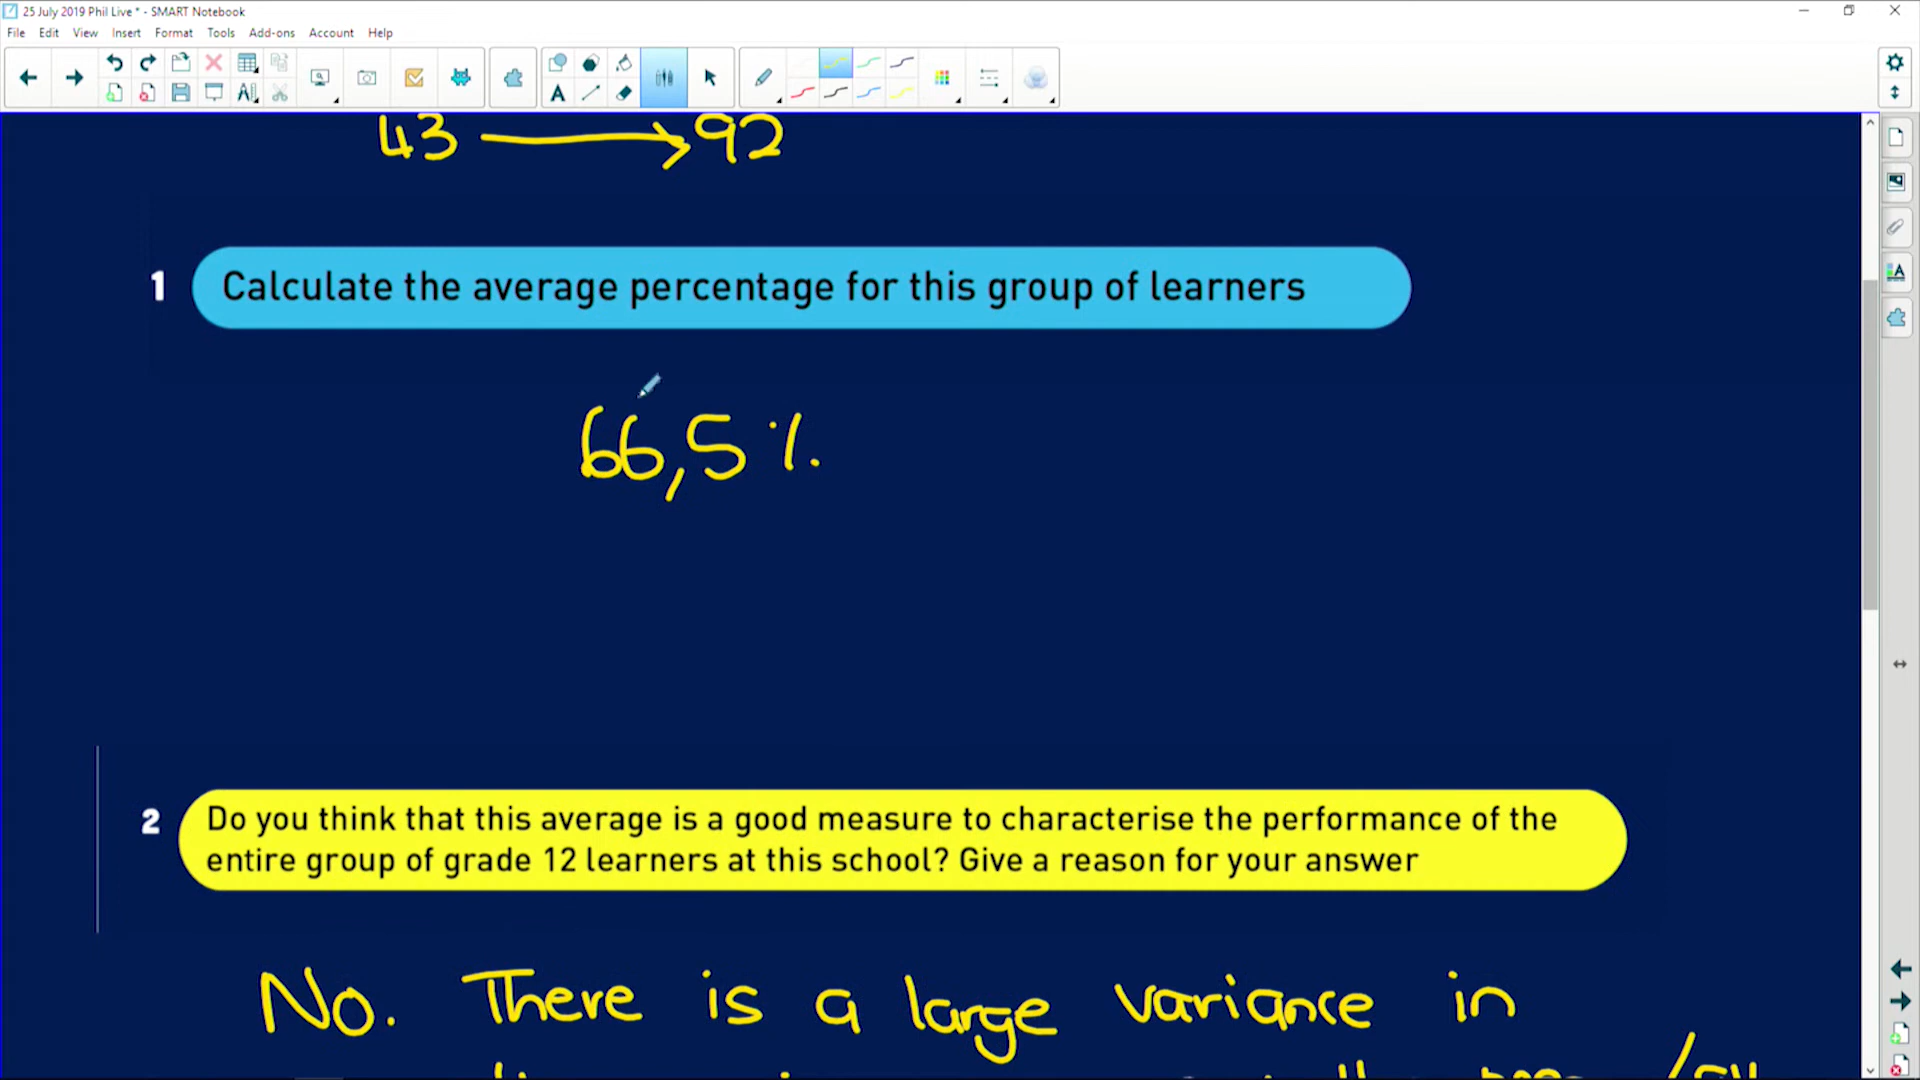 25 July 2019 Phil Live * - SMART Notebook
File Edit View Insert Format Tools Add-ons Account Help
43 → 92
1 Calculate the average percentage for this group of learners
66,5 %
2 Do you think that this average is a good measure to characterise the performance of the
entire group of grade 12 learners at this school? Give a reason for your answer
No. There is a large variance in